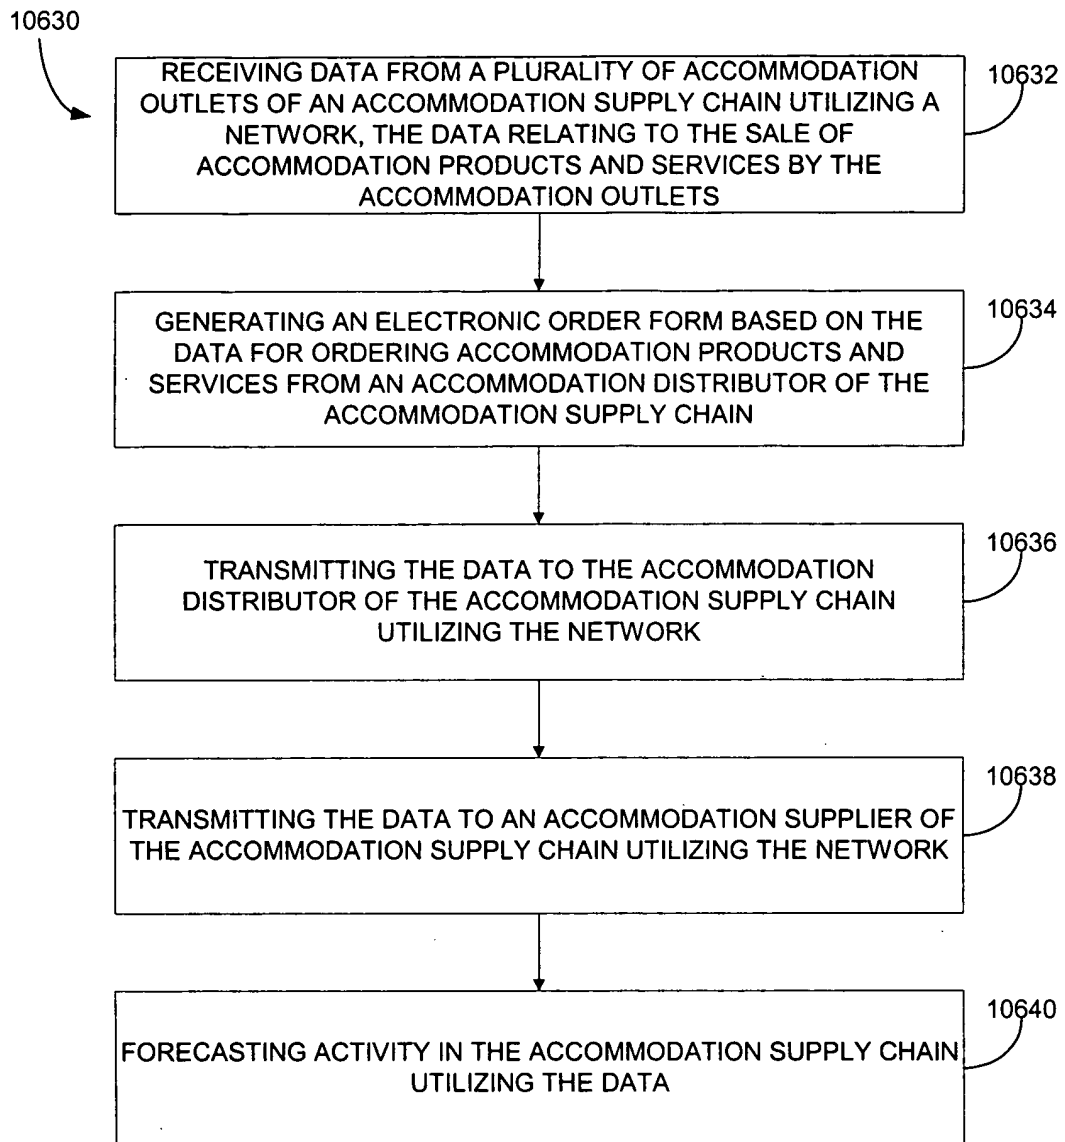 10630
RECEIVING DATA FROM A PLURALITY OF ACCOMMODATION
OUTLETS OF AN ACCOMMODATION SUPPLY CHAIN UTILIZING A
NETWORK, THE DATA RELATING TO THE SALE OF
ACCOMMODATION PRODUCTS AND SERVICES BY THE
ACCOMMODATION OUTLETS
10632
GENERATING AN ELECTRONIC ORDER FORM BASED ON THE
DATA FOR ORDERING ACCOMMODATION PRODUCTS AND
SERVICES FROM AN ACCOMMODATION DISTRIBUTOR OF THE
ACCOMMODATION SUPPLY CHAIN
10634
TRANSMITTING THE DATA TO THE ACCOMMODATION
DISTRIBUTOR OF THE ACCOMMODATION SUPPLY CHAIN
UTILIZING THE NETWORK
10636
TRANSMITTING THE DATA TO AN ACCOMMODATION SUPPLIER OF
THE ACCOMMODATION SUPPLY CHAIN UTILIZING THE NETWORK
10638
FORECASTING ACTIVITY IN THE ACCOMMODATION SUPPLY CHAIN
UTILIZING THE DATA
10640